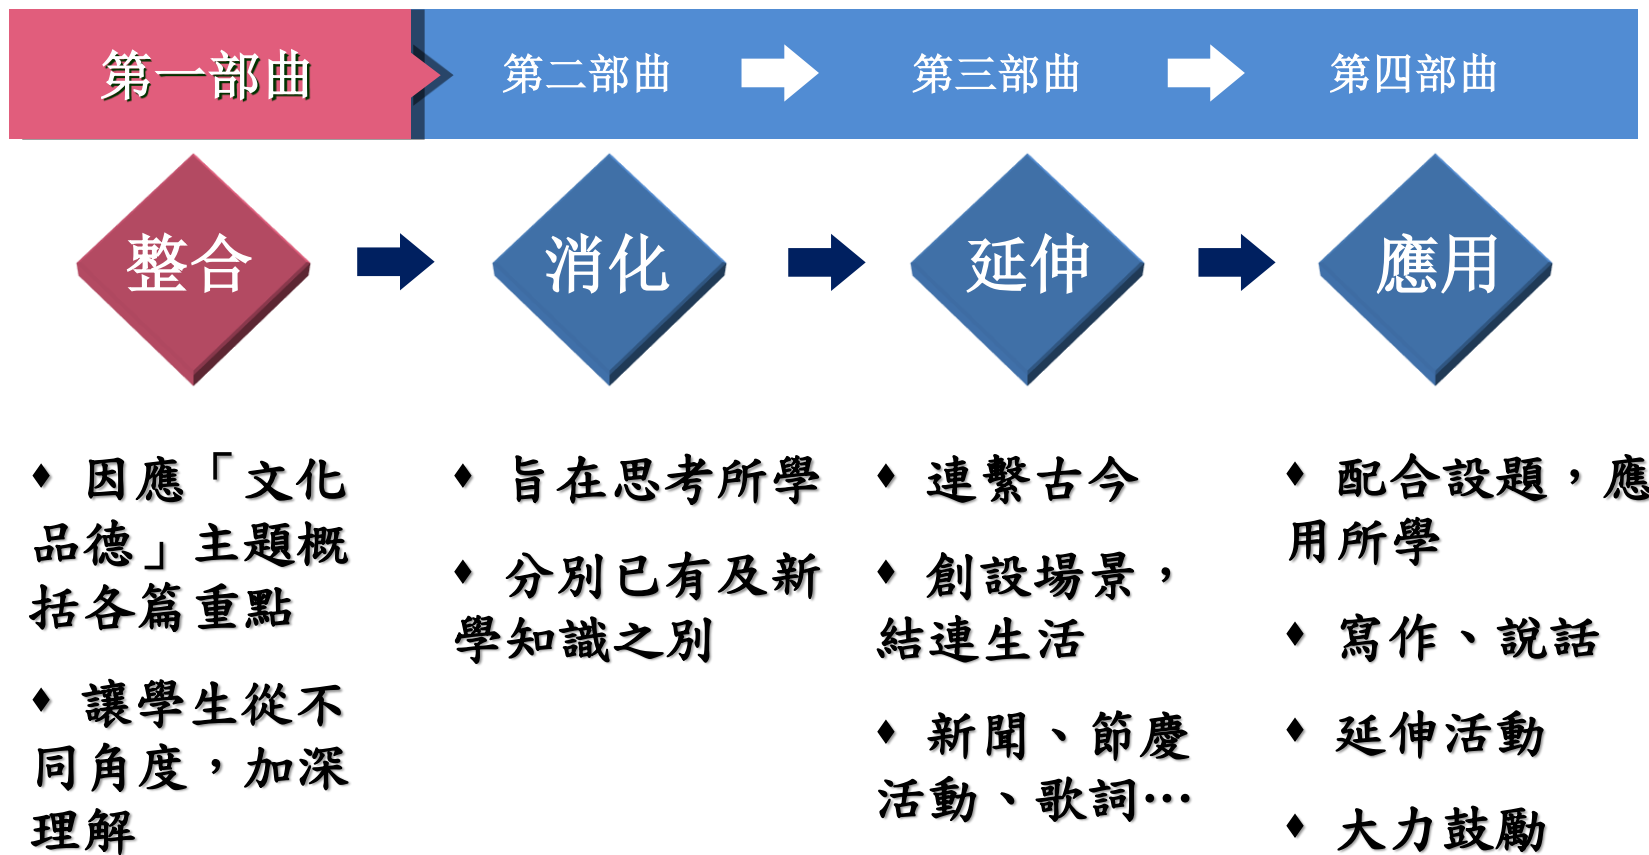 第一部曲
第二部曲
第三部曲
第四部曲
整合
消化
延伸
應用
♦ 因應「文化
品德」主題概
括各篇重點
♦ 讓學生從不
同角度，加深
理解
♦ 旨在思考所學
♦ 分別已有及新
學知識之別
♦ 連繫古今
♦ 創設場景，
結連生活
♦ 新聞、節慶
活動、歌詞…
♦ 配合設題，應
用所學
♦ 寫作、說話
♦ 延伸活動
♦ 大力鼓勵